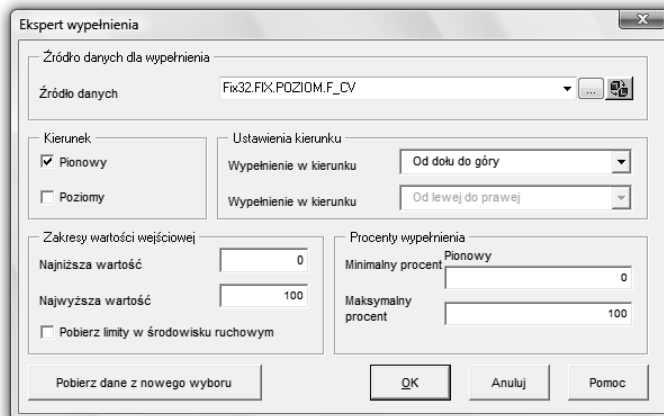 Ekspert wypełnienia
Źródło danych dla wypełnienia
Źródło danych
Fix32.FIX.POZIOM.F_CV
...
Kierunek
Pionowy
Poziomy
Ustawienia kierunku
Wypełnienie w kierunku
Od dołu do góry
Wypełnienie w kierunku
Od lewej do prawej
Zakresy wartości wejściowej
Najniższa wartość
0
Najwyższa wartość
100
Pobierz limity w środowisku ruchowym
Procenty wypełnienia
Pionowy
Minimalny procent
0
Maksymalny
procent
100
Pobierz dane z nowego wyboru
OK
Anuluj
Pomoc